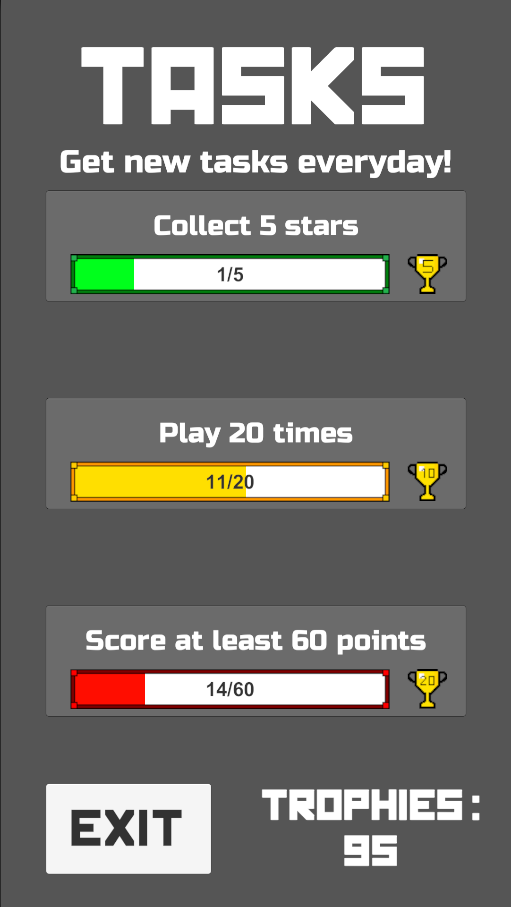 TASKS
Get new tasks everyday!
Collect 5 stars
1/5
5
Play 20 times
11/20
10
Score at least 60 points
14/60
20
EXIT
TROPHIES:
95